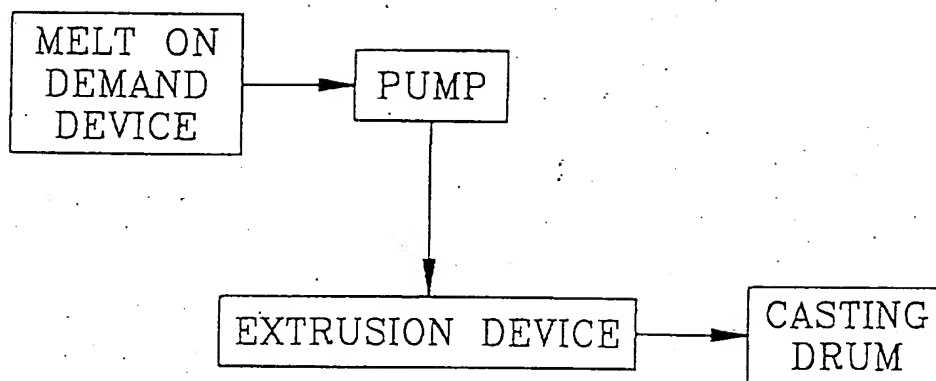 MELT ON
DEMAND
DEVICE
PUMP
EXTRUSION DEVICE
CASTING
DRUM